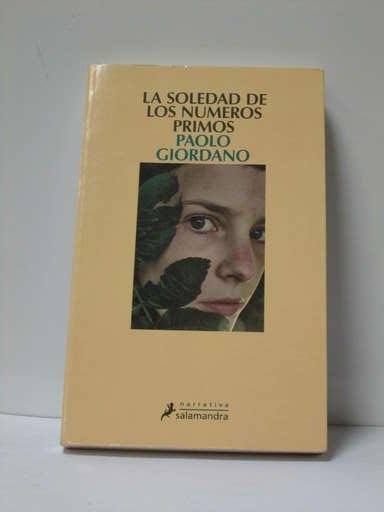 LA SOLEDAD DE
LOS NUMEROS
PRIMOS
PAOLO
GIORDANO
narrativa
salamandra